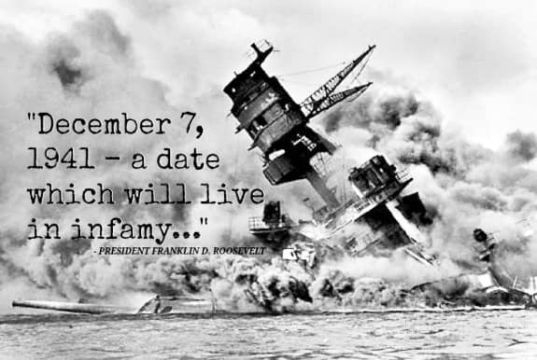 "December 7,
1941 - a date
which will live
in infamy..."
- PRESIDENT FRANKLIN D. ROOSEVELT